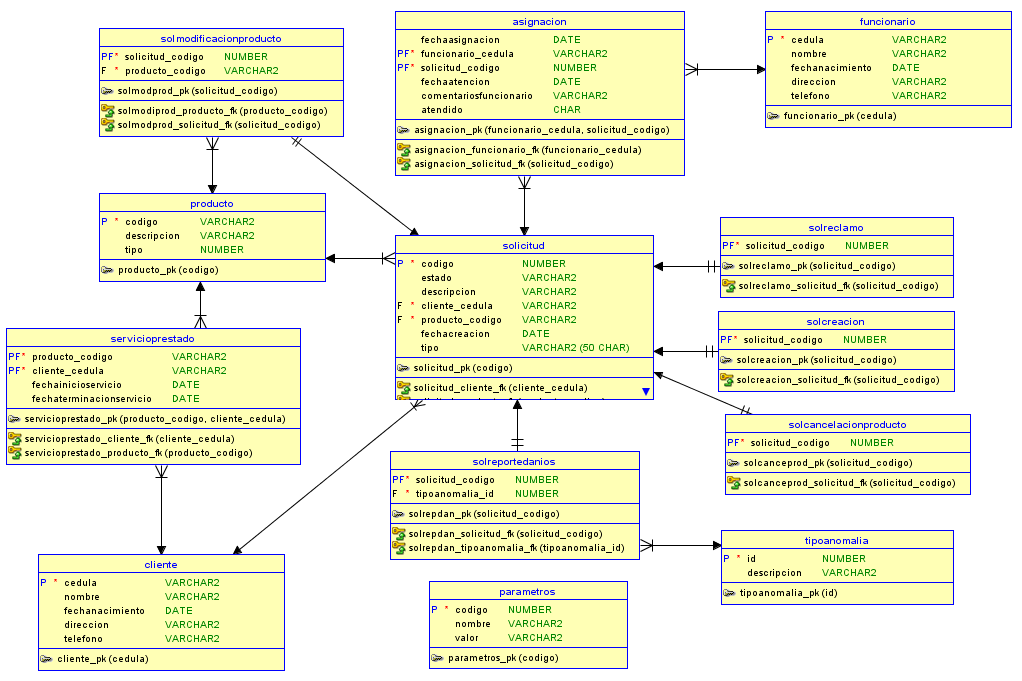 solmodificacionproducto
PF* solicitud_codigo NUMBER
F * producto_codigo VARCHAR2
solmodprod_pk (solicitud_codigo)
solmodiprod_producto_fk (producto_codigo)
solmodprod_solicitud_fk (solicitud_codigo)
asignacion
fechaasignacion DATE
PF* funcionario_cedula VARCHAR2
PF* solicitud_codigo NUMBER
fechaatencion DATE
comentariosfuncionario VARCHAR2
atendido CHAR
asignacion_pk (funcionario_cedula, solicitud_codigo)
asignacion_funcionario_fk (funcionario_cedula)
asignacion_solicitud_fk (solicitud_codigo)
funcionario
P * cedula VARCHAR2
nombre VARCHAR2
fechanacimiento DATE
direccion VARCHAR2
telefono VARCHAR2
funcionario_pk (cedula)
producto
P * codigo VARCHAR2
descripcion VARCHAR2
tipo NUMBER
producto_pk (codigo)
solicitud
P * codigo NUMBER
estado VARCHAR2
descripcion VARCHAR2
F * cliente_cedula VARCHAR2
F * producto_codigo VARCHAR2
fechacreacion DATE
tipo VARCHAR2 (50 CHAR)
solicitud_pk (codigo)
solicitud_cliente_fk (cliente_cedula)
solreclamo
PF* solicitud_codigo NUMBER
solreclamo_pk (solicitud_codigo)
solreclamo_solicitud_fk (solicitud_codigo)
solcreacion
PF* solicitud_codigo NUMBER
solcreacion_pk (solicitud_codigo)
solcreacion_solicitud_fk (solicitud_codigo)
servicioprestado
PF* producto_codigo VARCHAR2
PF* cliente_cedula VARCHAR2
fechainicioservicio DATE
fechaterminacionservicio DATE
servicioprestado_pk (producto_codigo, cliente_cedula)
servicioprestado_cliente_fk (cliente_cedula)
servicioprestado_producto_fk (producto_codigo)
solcancelacionproducto
PF* solicitud_codigo NUMBER
solcanceprod_pk (solicitud_codigo)
solcanceprod_solicitud_fk (solicitud_codigo)
solreportedanios
PF* solicitud_codigo NUMBER
F * tipoanomalia_id NUMBER
solrepdan_pk (solicitud_codigo)
solrepdan_solicitud_fk (solicitud_codigo)
solrepdan_tipoanomalia_fk (tipoanomalia_id)
tipoanomalia
P * id NUMBER
descripcion VARCHAR2
tipoanomalia_pk (id)
cliente
P * cedula VARCHAR2
nombre VARCHAR2
fechanacimiento DATE
direccion VARCHAR2
telefono VARCHAR2
cliente_pk (cedula)
parametros
P * codigo NUMBER
nombre VARCHAR2
valor VARCHAR2
parametros_pk (codigo)